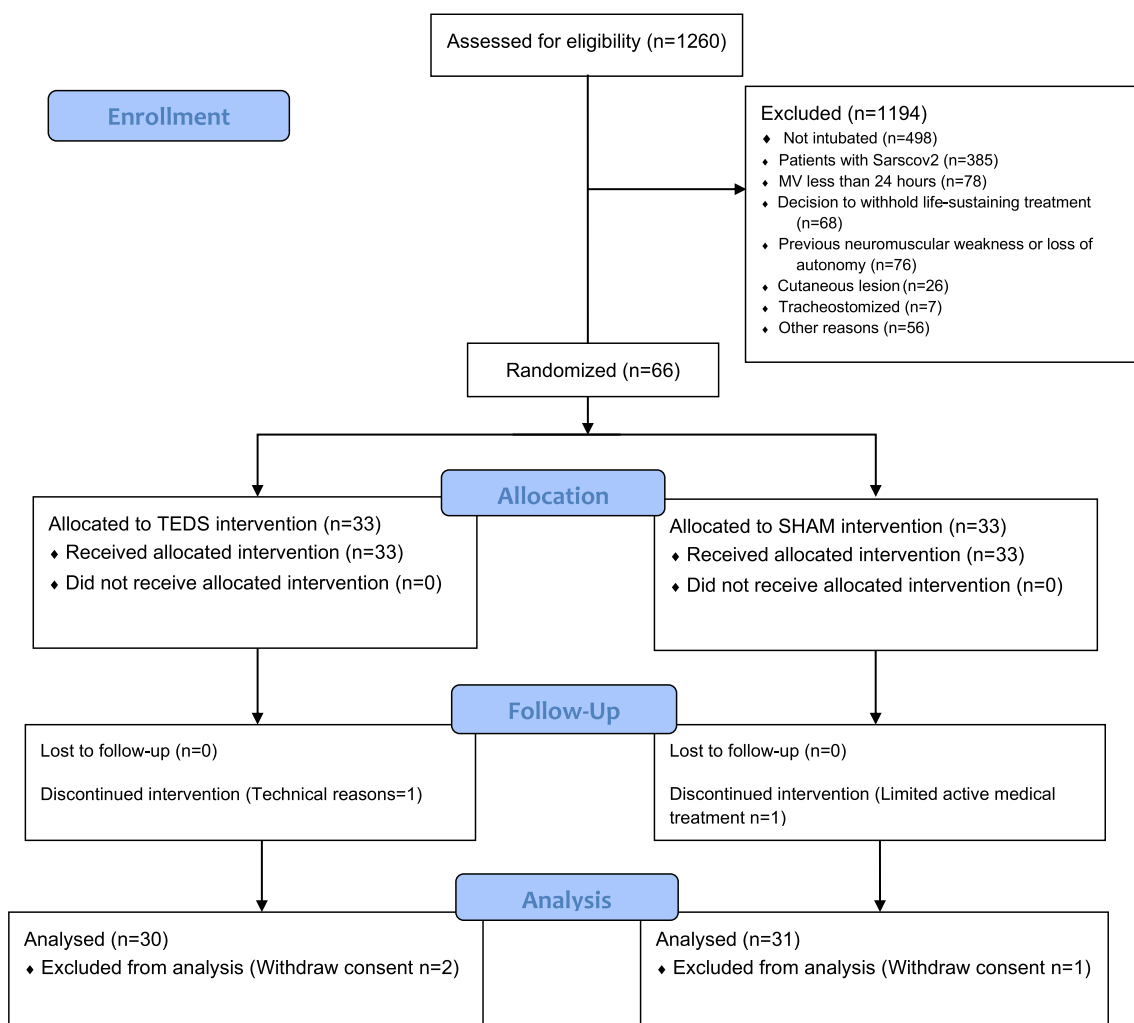 Assessed for eligibility (n=1260)
Enrollment
Excluded (n=1194)
♦ Not intubated (n=498)
♦ Patients with Sarscov2 (n=385)
♦ MV less than 24 hours (n=78)
♦ Decision to withhold life-sustaining treatment
(n=68)
♦ Previous neuromuscular weakness or loss of
autonomy (n=76)
♦ Cutaneous lesion (n=26)
♦ Tracheostomized (n=7)
♦ Other reasons (n=56)
Randomized (n=66)
Allocation
Allocated to TEDS intervention (n=33)
♦ Received allocated intervention (n=33)
♦ Did not receive allocated intervention (n=0)
Allocated to SHAM intervention (n=33)
♦ Received allocated intervention (n=33)
♦ Did not receive allocated intervention (n=0)
Follow-Up
Lost to follow-up (n=0)
Discontinued intervention (Technical reasons=1)
Lost to follow-up (n=0)
Discontinued intervention (Limited active medical
treatment n=1)
Analysis
Analysed (n=30)
♦ Excluded from analysis (Withdraw consent n=2)
Analysed (n=31)
♦ Excluded from analysis (Withdraw consent n=1)